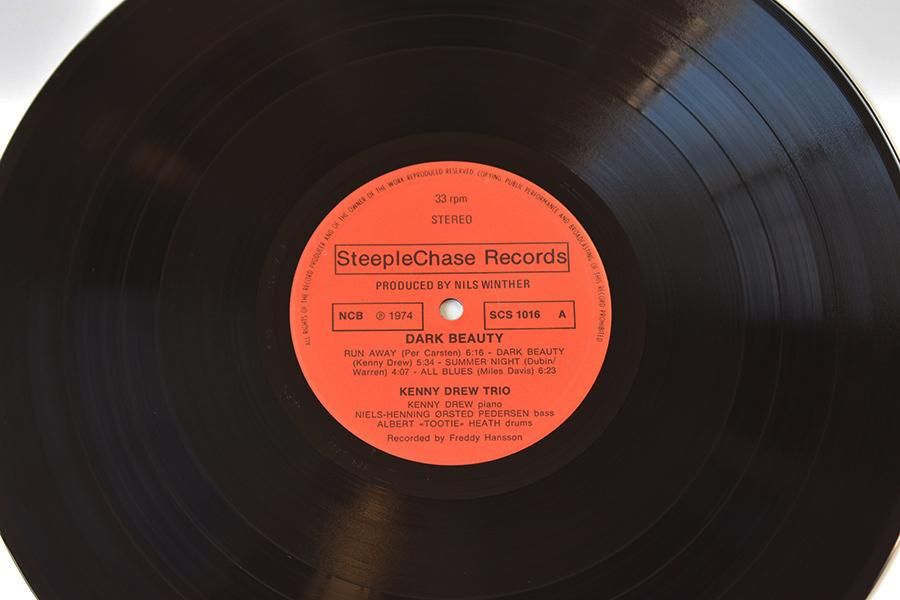 ALL RIGHTS OF THE RECORD PRODUCER AND OF THE OWNER OF THE WORK REPRODUCED RESERVED. COPYING, PUBLIC PERFORMANCE AND BROADCASTING OF THIS RECORD PROHIBITED
33 rpm
STEREO
SteepleChase Records
PRODUCED BY NILS WINTHER
NCB ℗ 1974 SCS 1016 A
DARK BEAUTY
RUN AWAY (Per Carsten) 6:16 - DARK BEAUTY
(Kenny Drew) 5:34 - SUMMER NIGHT (Dubin/
Warren) 4:07 - ALL BLUES (Miles Davis) 6:23
KENNY DREW TRIO
KENNY DREW piano
NIELS-HENNING ØRSTED PEDERSEN bass
ALBERT »TOOTIE« HEATH drums
Recorded by Freddy Hansson